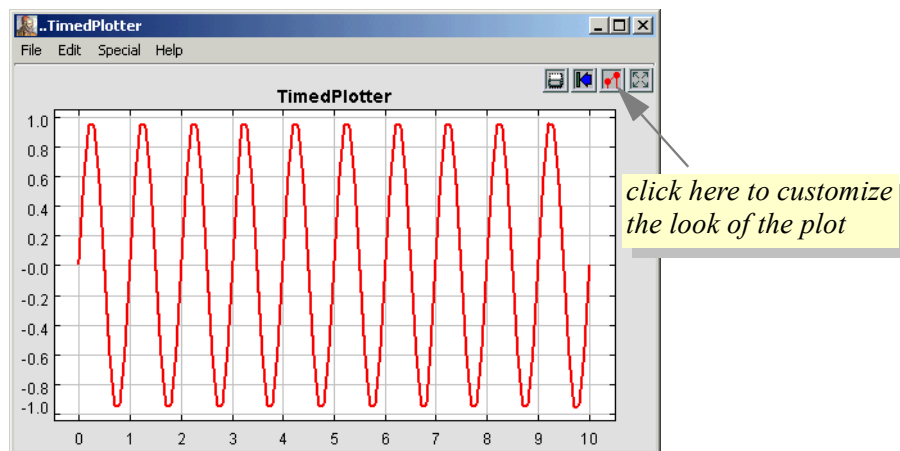 ..TimedPlotter
File Edit Special Help
TimedPlotter
1.0
0.8
0.6
0.4
0.2
-0.0
-0.2
-0.4
-0.6
-0.8
-1.0
0 1 2 3 4 5 6 7 8 9 10
click here to customize
the look of the plot